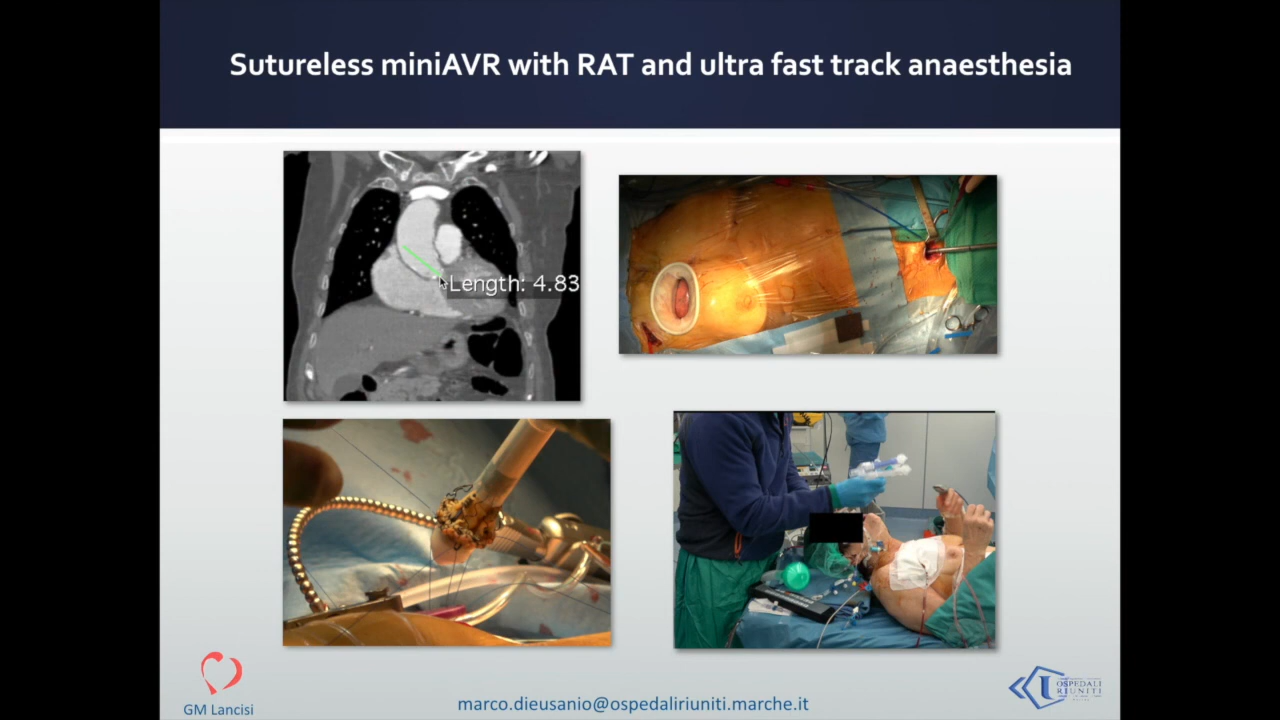 Sutureless miniAVR with RAT and ultra fast track anaesthesia
Length: 4.83
GM Lancisi
marco.dieusanio@ospedaliriuniti.marche.it
OSPEDALI
RIUNITI